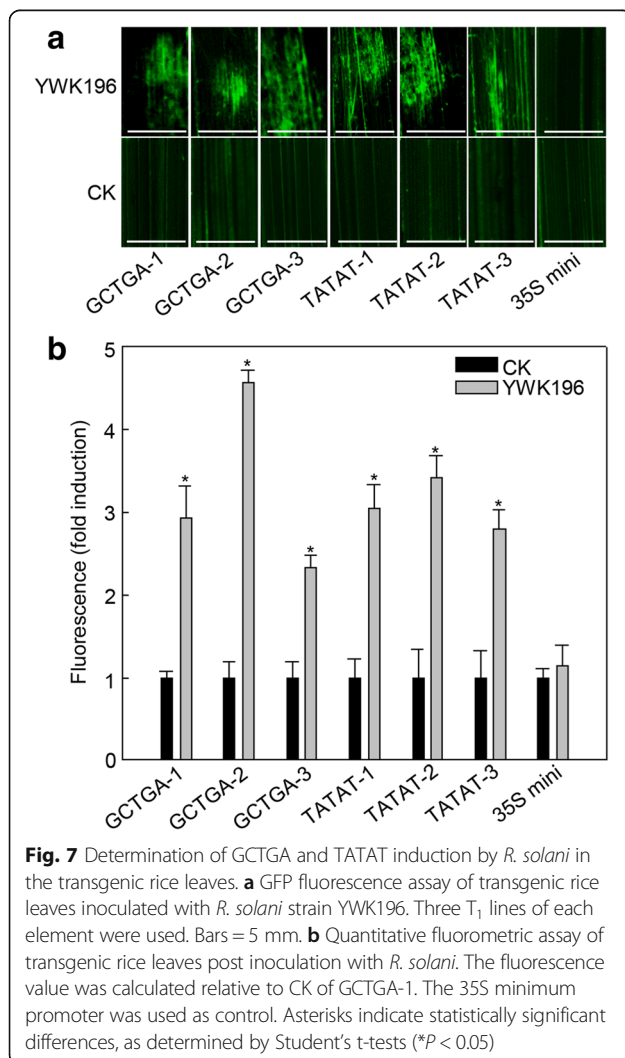 a
YWK196
CK
GCTGA-1 GCTGA-2 GCTGA-3 TATAT-1 TATAT-2 TATAT-3 35S mini
b
Fluorescence (fold induction)
5
4
3
2
1
0
CK
YWK196
* * * * * *
GCTGA-1 GCTGA-2 GCTGA-3 TATAT-1 TATAT-2 TATAT-3 35S mini
Fig. 7 Determination of GCTGA and TATAT induction by R. solani in
the transgenic rice leaves. a GFP fluorescence assay of transgenic rice
leaves inoculated with R. solani strain YWK196. Three T₁ lines of each
element were used. Bars = 5 mm. b Quantitative fluorometric assay of
transgenic rice leaves post inoculation with R. solani. The fluorescence
value was calculated relative to CK of GCTGA-1. The 35S minimum
promoter was used as control. Asterisks indicate statistically significant
differences, as determined by Student's t-tests (*P < 0.05)